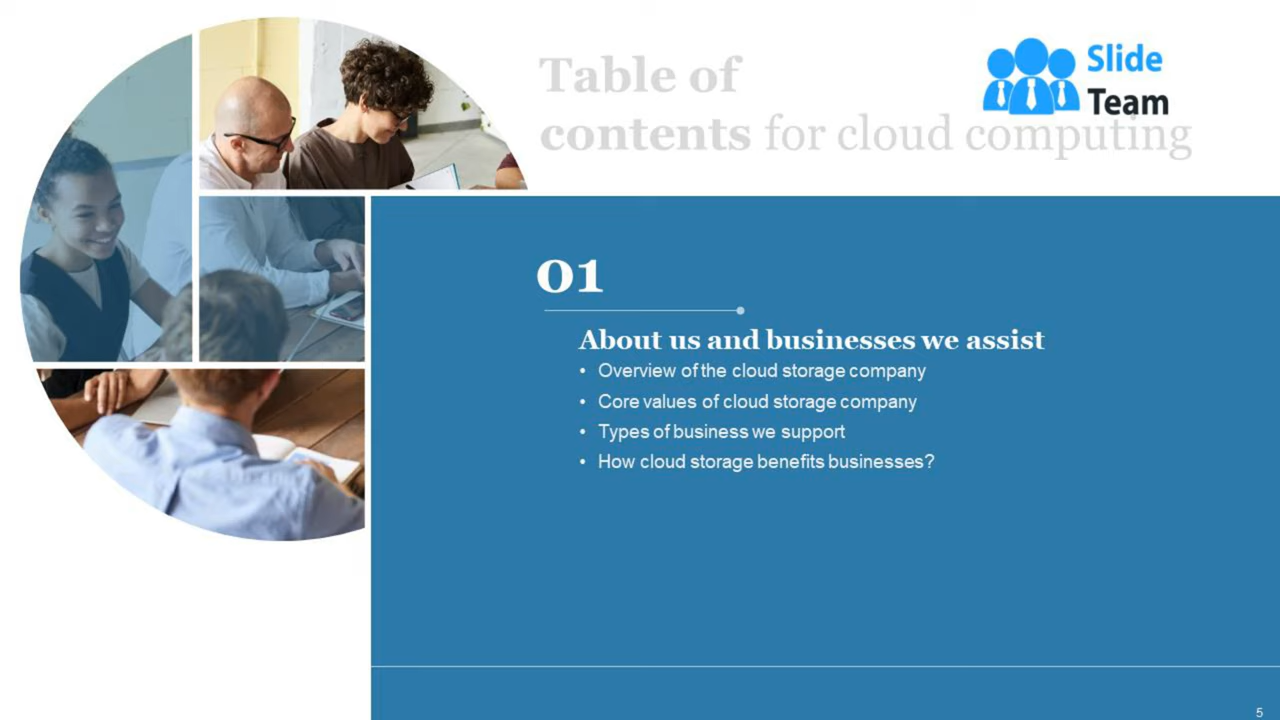 Table of
contents for cloud computing
Slide
Team
01
About us and businesses we assist
• Overview of the cloud storage company
• Core values of cloud storage company
• Types of business we support
• How cloud storage benefits businesses?
5